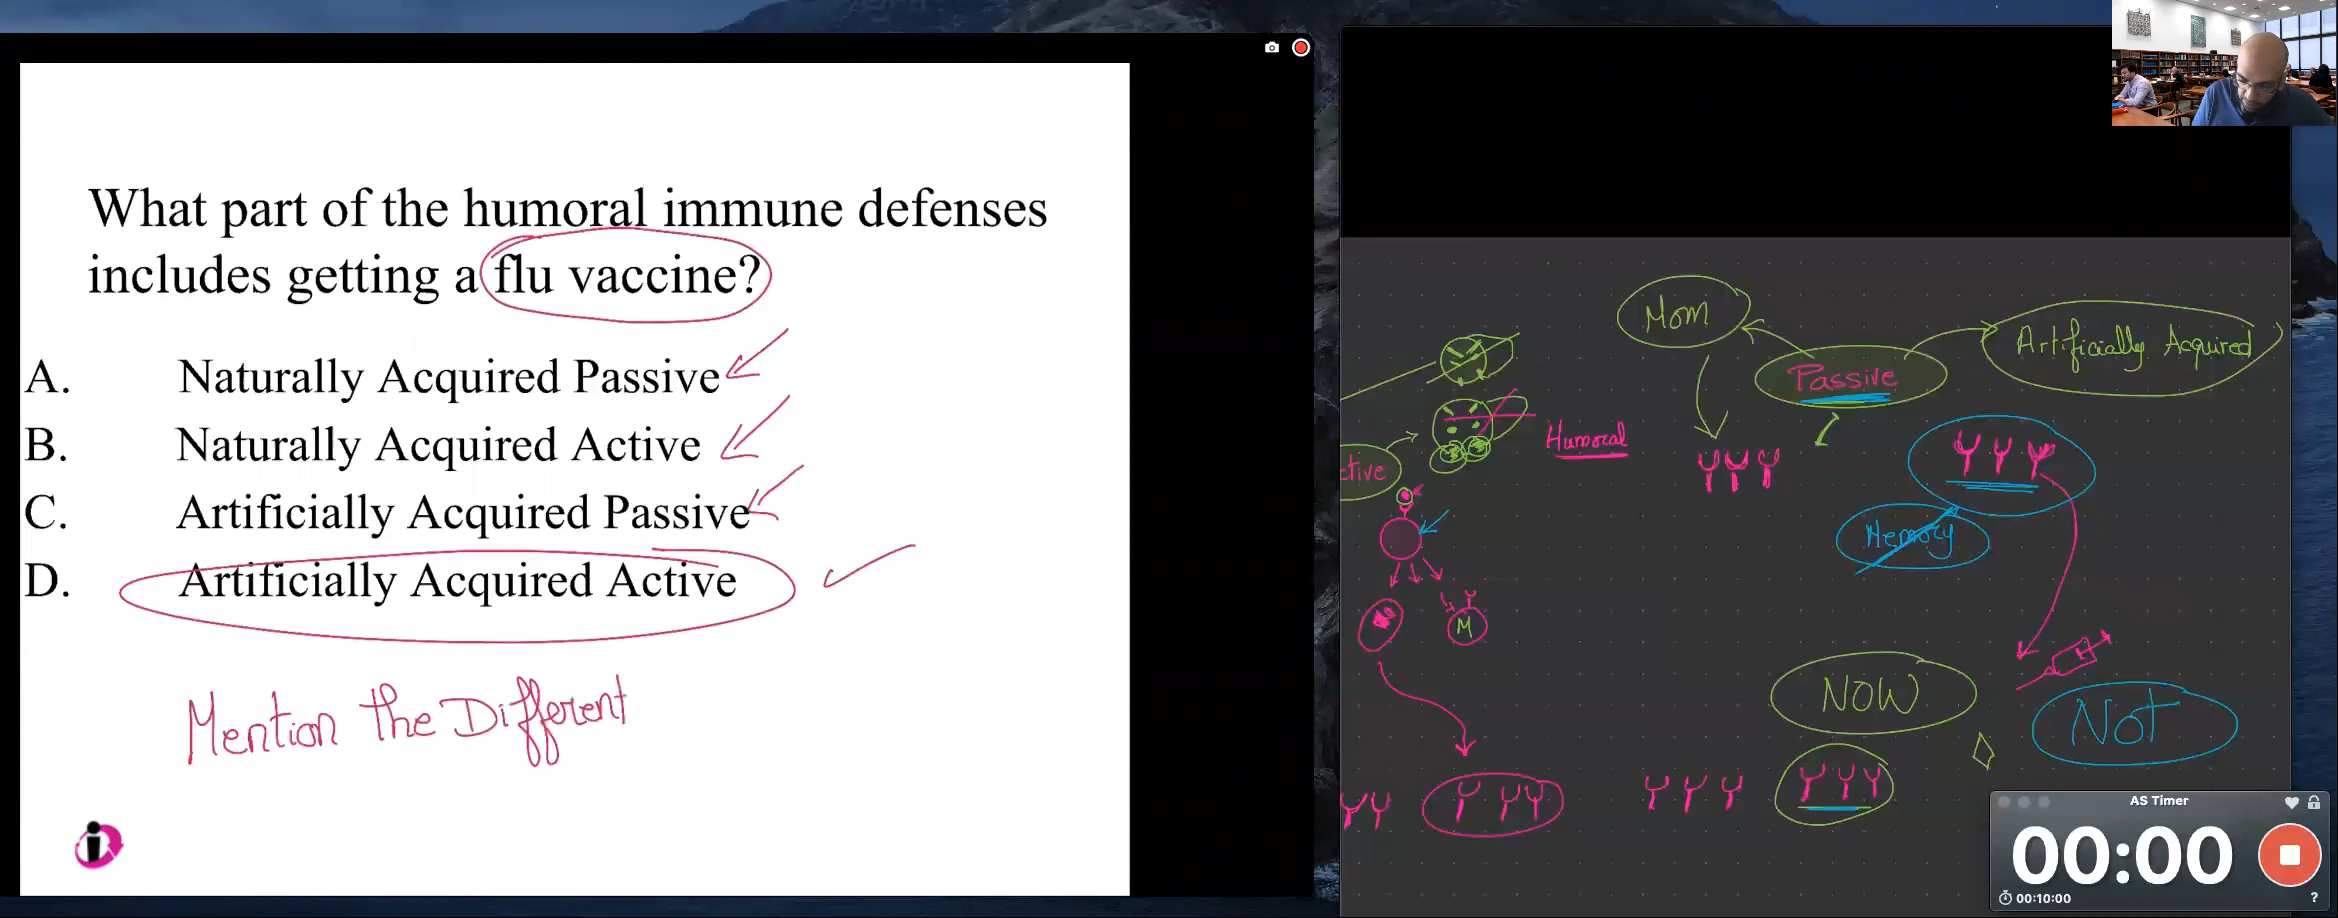 What part of the humoral immune defenses
includes getting a flu vaccine?
A. Naturally Acquired Passive
B. Naturally Acquired Active
C. Artificially Acquired Passive
D. Artificially Acquired Active
Mention the Different
Mom
Artificially Acquired
Passive
Humoral
ctive
Memory
M
NOW
NOT
AS Timer
00:00
00:10:00
?